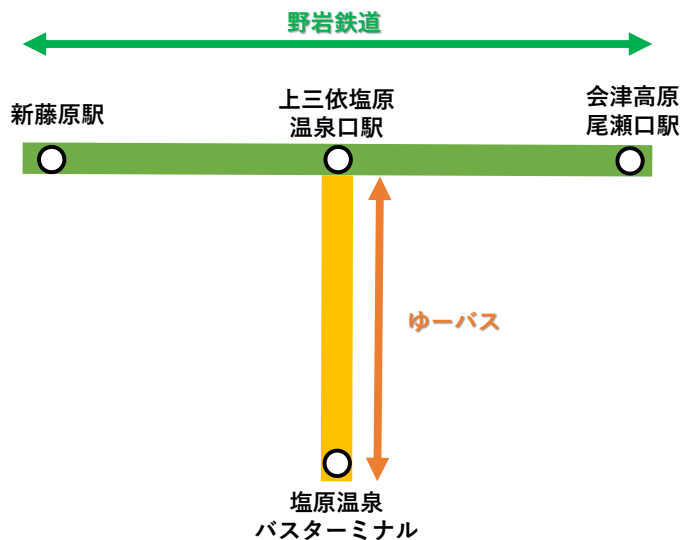 野岩鉄道
新藤原駅
上三依塩原
温泉口駅
会津高原
尾瀬口駅
ゆーバス
塩原温泉
バスターミナル